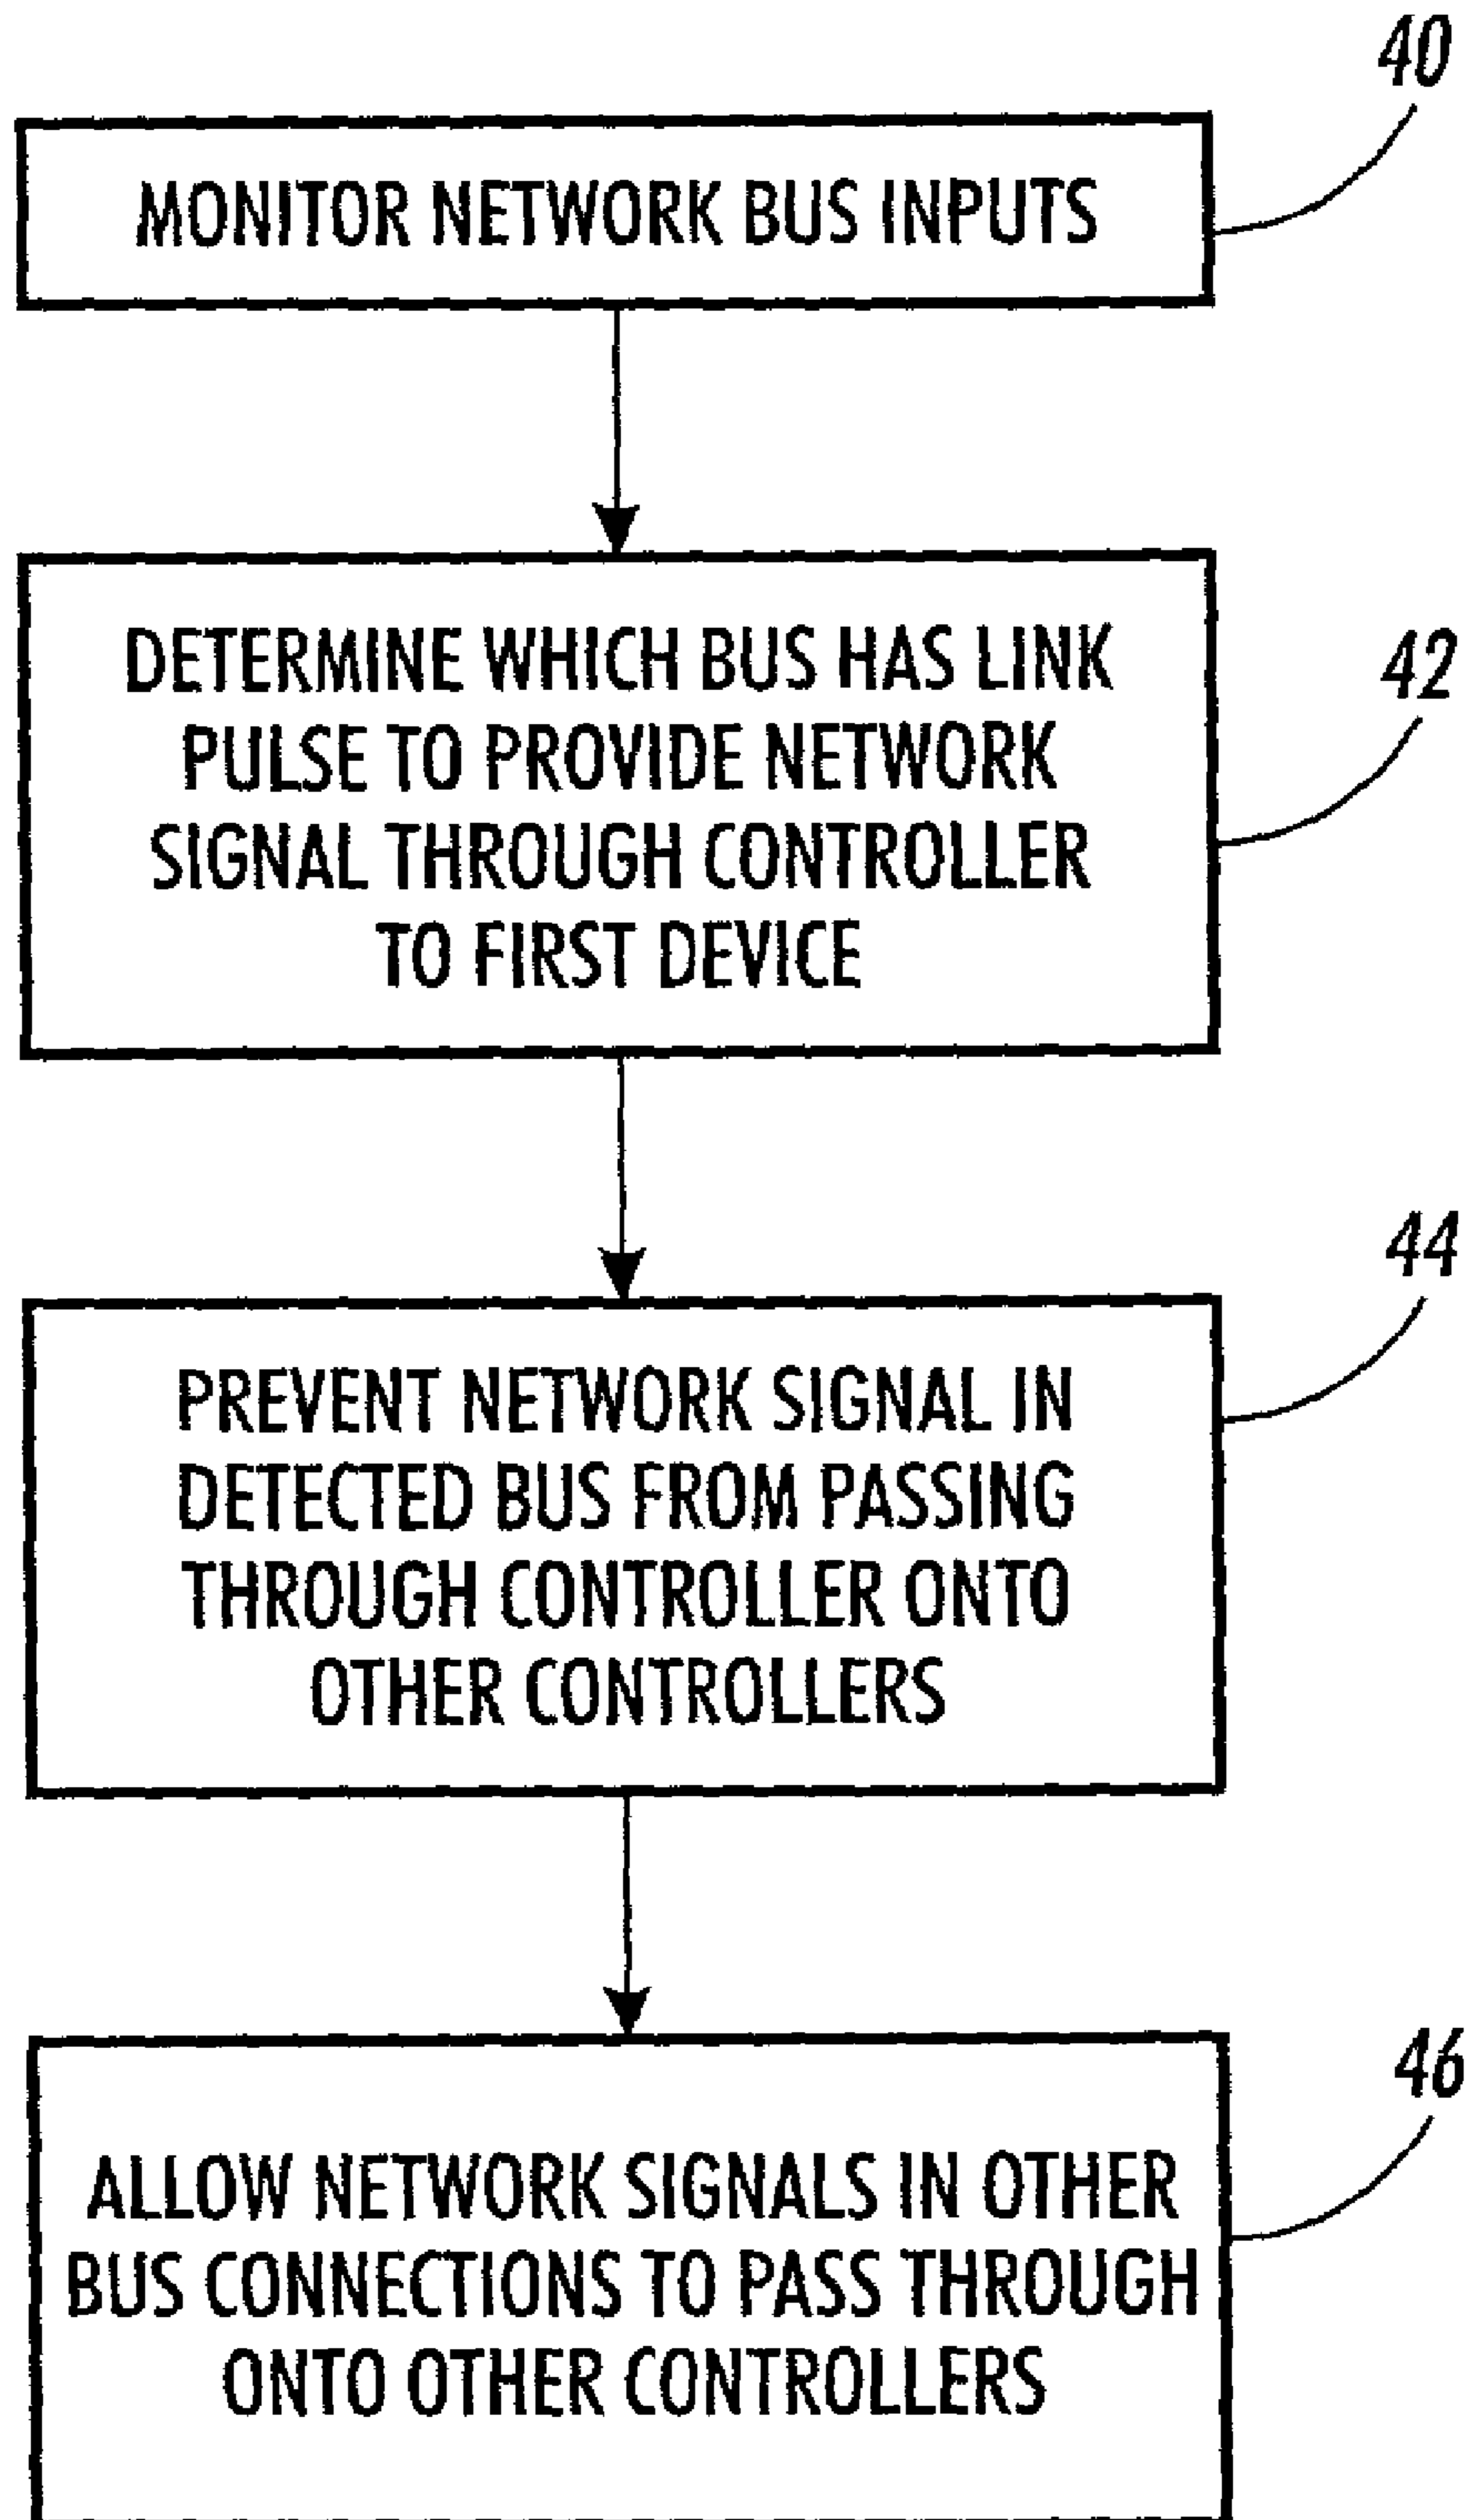 40
MONITOR NETWORK BUS INPUTS
DETERMINE WHICH BUS HAS LINK
PULSE TO PROVIDE NETWORK
SIGNAL THROUGH CONTROLLER
TO FIRST DEVICE
42
44
PREVENT NETWORK SIGNAL IN
DETECTED BUS FROM PASSING
THROUGH CONTROLLER ONTO
OTHER CONTROLLERS
46
ALLOW NETWORK SIGNALS IN OTHER
BUS CONNECTIONS TO PASS THROUGH
ONTO OTHER CONTROLLERS